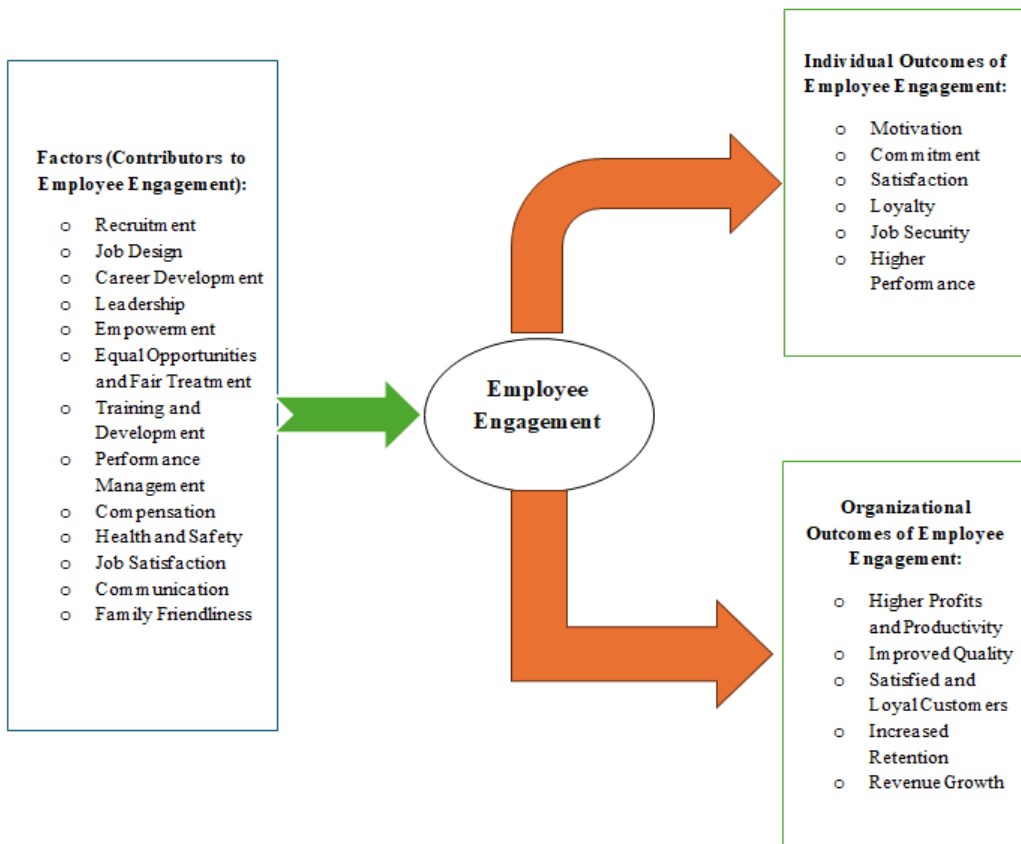 Factors (Contributors to
Employee Engagement):
o Recruitment
o Job Design
o Career Development
o Leadership
o Empowerment
o Equal Opportunities
and Fair Treatment
o Training and
Development
o Performance
Management
o Compensation
o Health and Safety
o Job Satisfaction
o Communication
o Family Friendliness
Employee
Engagement
Individual Outcomes of
Employee Engagement:
o Motivation
o Commitment
o Satisfaction
o Loyalty
o Job Security
o Higher
Performance
Organizational
Outcomes of Employee
Engagement:
o Higher Profits
and Productivity
o Improved Quality
o Satisfied and
Loyal Customers
o Increased
Retention
o Revenue Growth